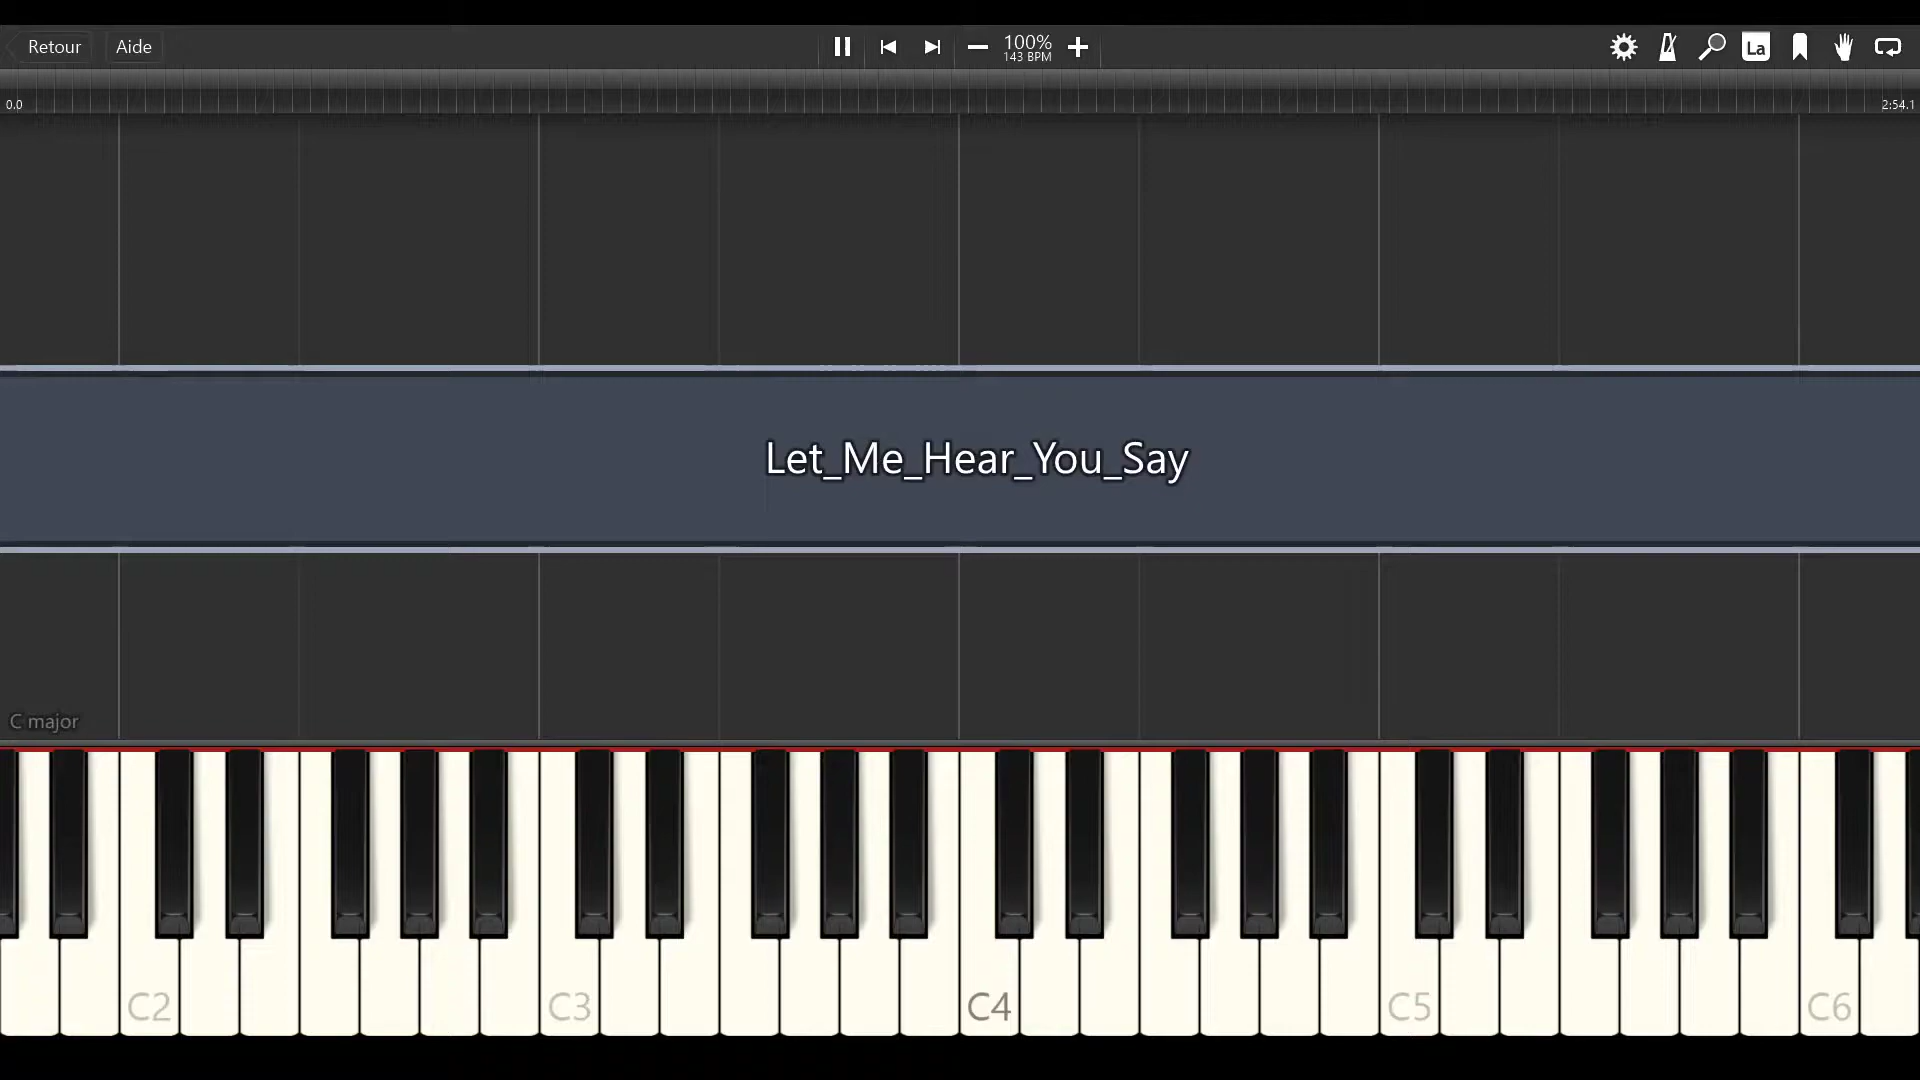 Retour
Aide
100%
143 BPM
La
0.0
2:54.1
Let_Me_Hear_You_Say
C major
C2
C3
C4
C5
C6